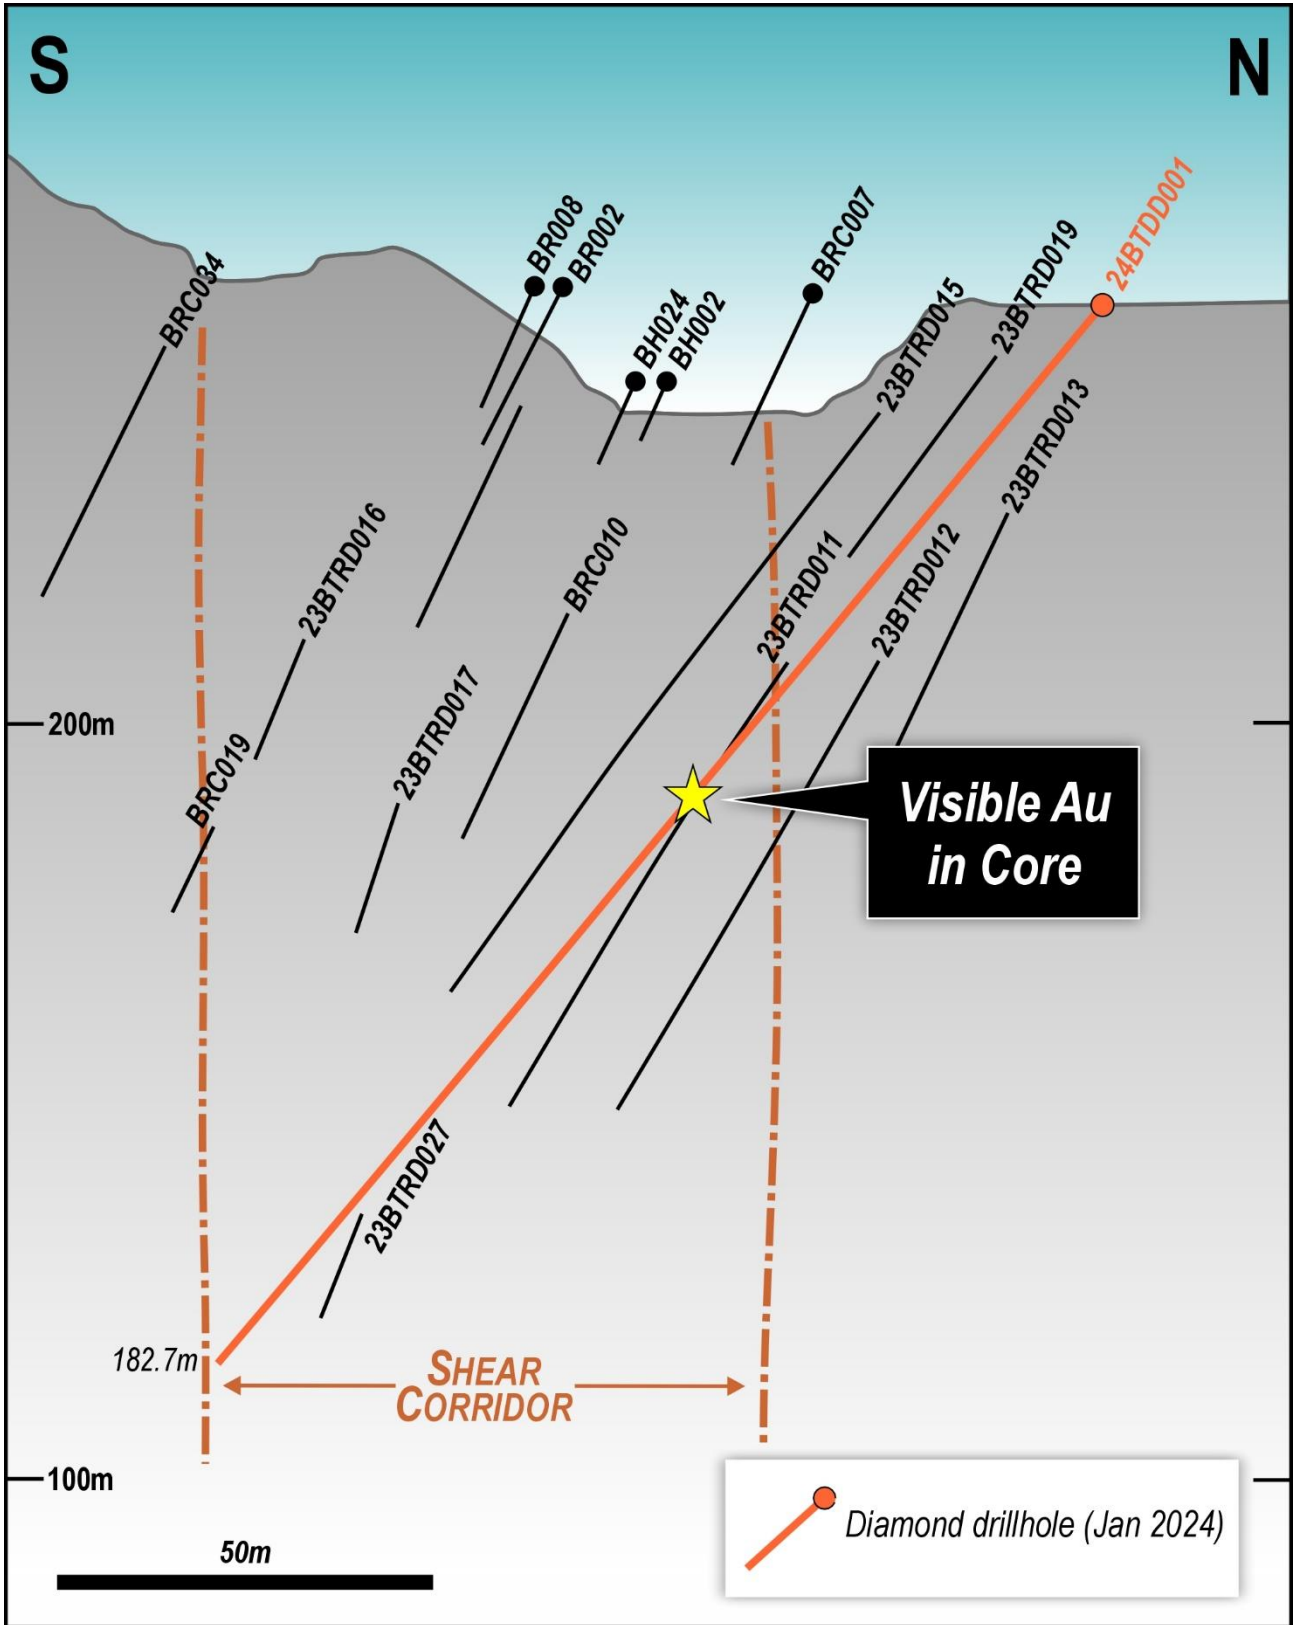 S
N
BR008
BR002
BRC007
24BTDD001
BRC034
BH024
BH002
23BTRD015
23BTRD019
23BTRD013
23BTRD016
BRC010
23BTRD011
23BTRD012
23BTRD017
BRC019
200m
Visible Au
in Core
23BTRD027
182.7m
SHEAR
CORRIDOR
100m
50m
Diamond drillhole (Jan 2024)